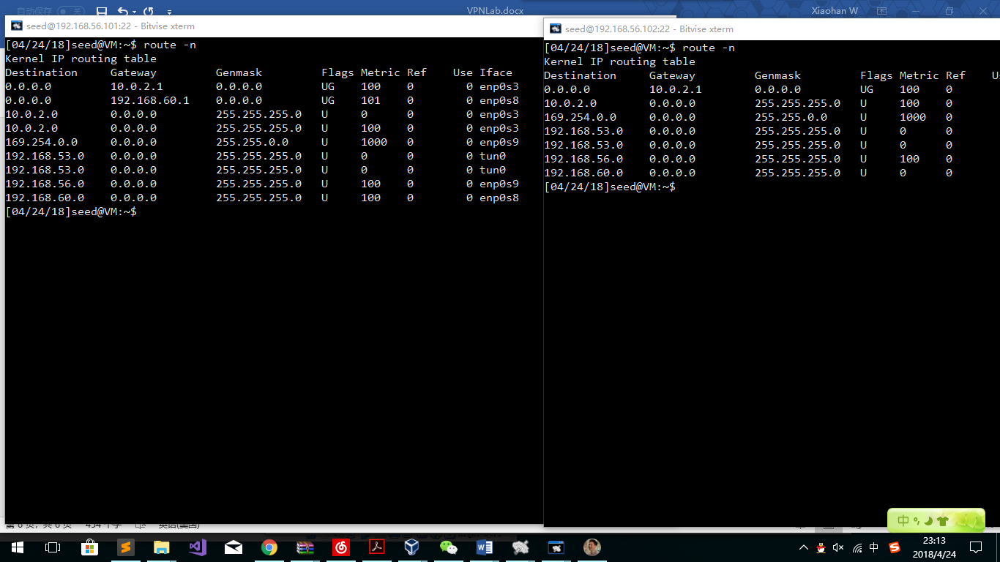 自动保存 关
VPNLab.docx
Xiaohan W
seed@192.168.56.101:22 - Bitvise xterm
[04/24/18]seed@VM:~$ route -n
Kernel IP routing table
Destination Gateway Genmask Flags Metric Ref Use Iface
0.0.0.0 10.0.2.1 0.0.0.0 UG 100 0 0 enp0s3
0.0.0.0 192.168.60.1 0.0.0.0 UG 101 0 0 enp0s8
10.0.2.0 0.0.0.0 255.255.255.0 U 0 0 0 enp0s3
10.0.2.0 0.0.0.0 255.255.255.0 U 100 0 0 enp0s3
169.254.0.0 0.0.0.0 255.255.0.0 U 1000 0 0 enp0s9
192.168.53.0 0.0.0.0 255.255.255.0 U 0 0 0 tun0
192.168.53.0 0.0.0.0 255.255.255.0 U 0 0 0 tun0
192.168.56.0 0.0.0.0 255.255.255.0 U 100 0 0 enp0s9
192.168.60.0 0.0.0.0 255.255.255.0 U 100 0 0 enp0s8
[04/24/18]seed@VM:~$
seed@192.168.56.102:22 - Bitvise xterm
[04/24/18]seed@VM:~$ route -n
Kernel IP routing table
Destination Gateway Genmask Flags Metric Ref
0.0.0.0 10.0.2.1 0.0.0.0 UG 100 0
10.0.2.0 0.0.0.0 255.255.255.0 U 100 0
169.254.0.0 0.0.0.0 255.255.0.0 U 1000 0
192.168.53.0 0.0.0.0 255.255.255.0 U 0 0
192.168.53.0 0.0.0.0 255.255.255.0 U 0 0
192.168.56.0 0.0.0.0 255.255.255.0 U 100 0
192.168.60.0 0.0.0.0 255.255.255.0 U 0 0
[04/24/18]seed@VM:~$
第 6 页，共 6 页 454 个字 英语(美国)
中
中
23:13
2018/4/24